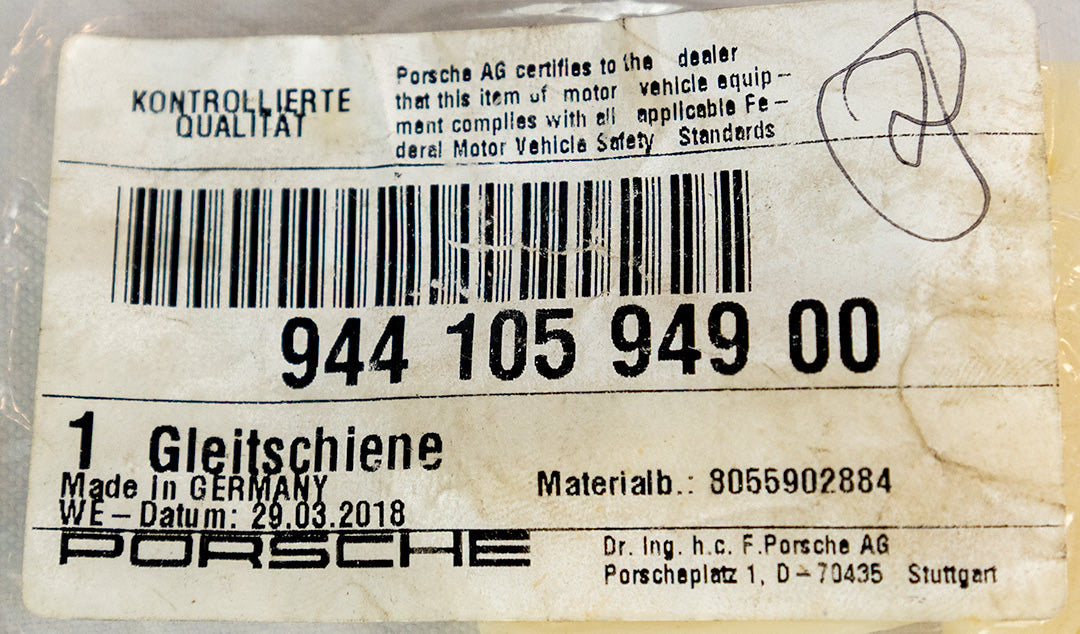 KONTROLLIERTE
QUALITÄT
Porsche AG certifies to the dealer
that this item of motor vehicle equip-
ment complies with all applicable Fe-
deral Motor Vehicle Safety Standards
944 105 949 00
1 Gleitschiene
Made in GERMANY
WE-Datum: 29.03.2018
Materialb.: 8055902884
PORSCHE
Dr. Ing. h.c. F.Porsche AG
Porscheplatz 1, D-70435 Stuttgart